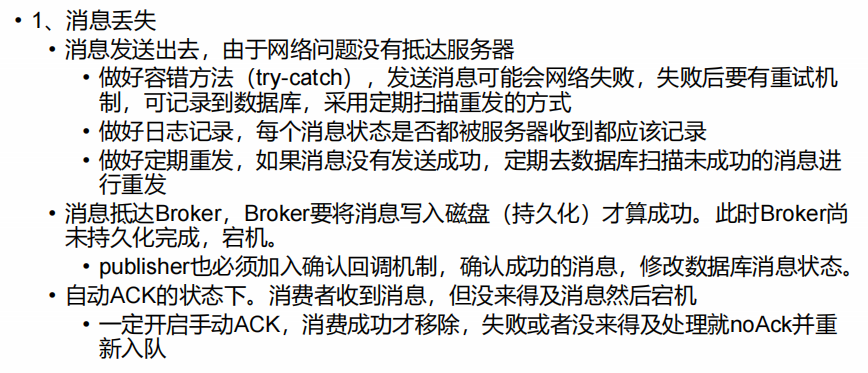 • 1、消息丢失
• 消息发送出去，由于网络问题没有抵达服务器
• 做好容错方法（try-catch），发送消息可能会网络失败，失败后要有重试机
制，可记录到数据库，采用定期扫描重发的方式
• 做好日志记录，每个消息状态是否都被服务器收到都应该记录
• 做好定期重发，如果消息没有发送成功，定期去数据库扫描未成功的消息进
行重发
• 消息抵达Broker，Broker要将消息写入磁盘（持久化）才算成功。此时Broker尚
未持久化完成，宕机。
• publisher也必须加入确认回调机制，确认成功的消息，修改数据库消息状态。
• 自动ACK的状态下。消费者收到消息，但没来得及消息然后宕机
• 一定开启手动ACK，消费成功才移除，失败或者没来得及处理就noAck并重
新入队